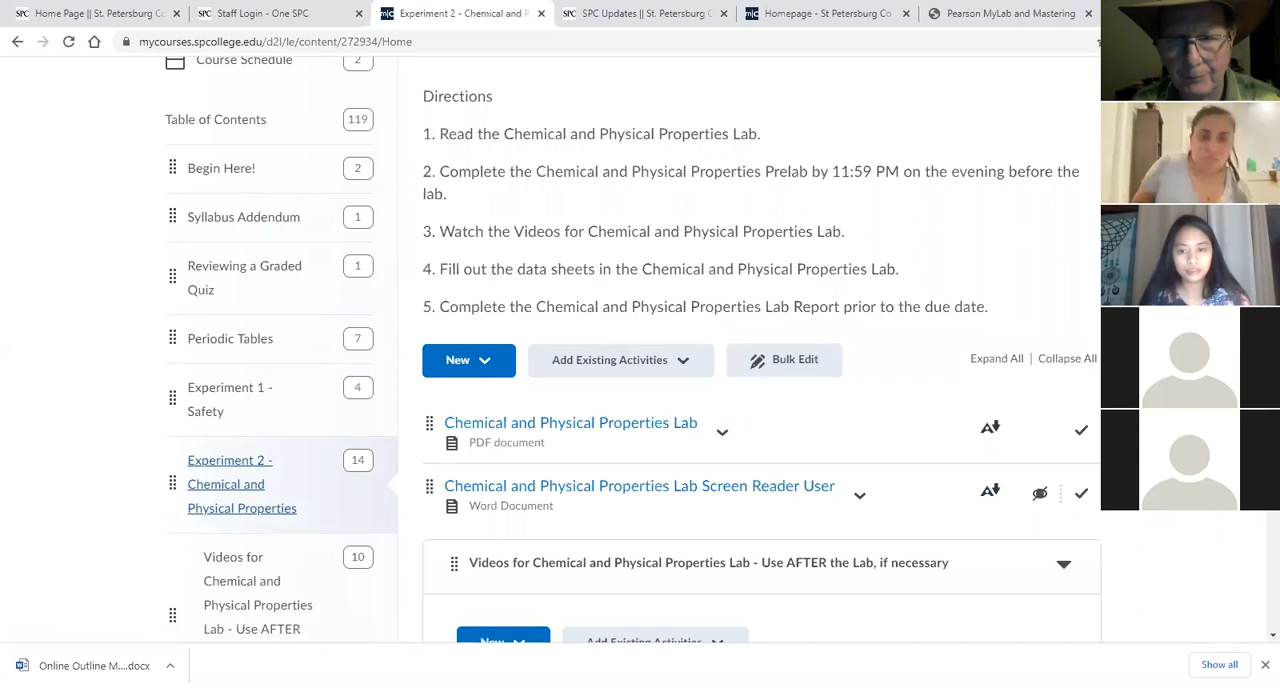 Home Page || St. Petersburg C
Staff Login - One SPC
Experiment 2 - Chemical and P
SPC Updates || St. Petersburg C
Homepage - St Petersburg Co
Pearson MyLab and Mastering
mycourses.spcollege.edu/d2l/le/content/272934/Home
Course Schedule 2
Table of Contents 119
Begin Here! 2
Syllabus Addendum 1
Reviewing a Graded 1
Quiz
Periodic Tables 7
Experiment 1 - 4
Safety
Experiment 2 - 14
Chemical and
Physical Properties
Videos for 10
Chemical and
Physical Properties
Lab - Use AFTER
Directions
1. Read the Chemical and Physical Properties Lab.
2. Complete the Chemical and Physical Properties Prelab by 11:59 PM on the evening before the
lab.
3. Watch the Videos for Chemical and Physical Properties Lab.
4. Fill out the data sheets in the Chemical and Physical Properties Lab.
5. Complete the Chemical and Physical Properties Lab Report prior to the due date.
New Add Existing Activities Bulk Edit Expand All | Collapse All
Chemical and Physical Properties Lab
PDF document
Chemical and Physical Properties Lab Screen Reader User
Word Document
Videos for Chemical and Physical Properties Lab - Use AFTER the Lab, if necessary
New Add Existing Activities
Online Outline M....docx Show all